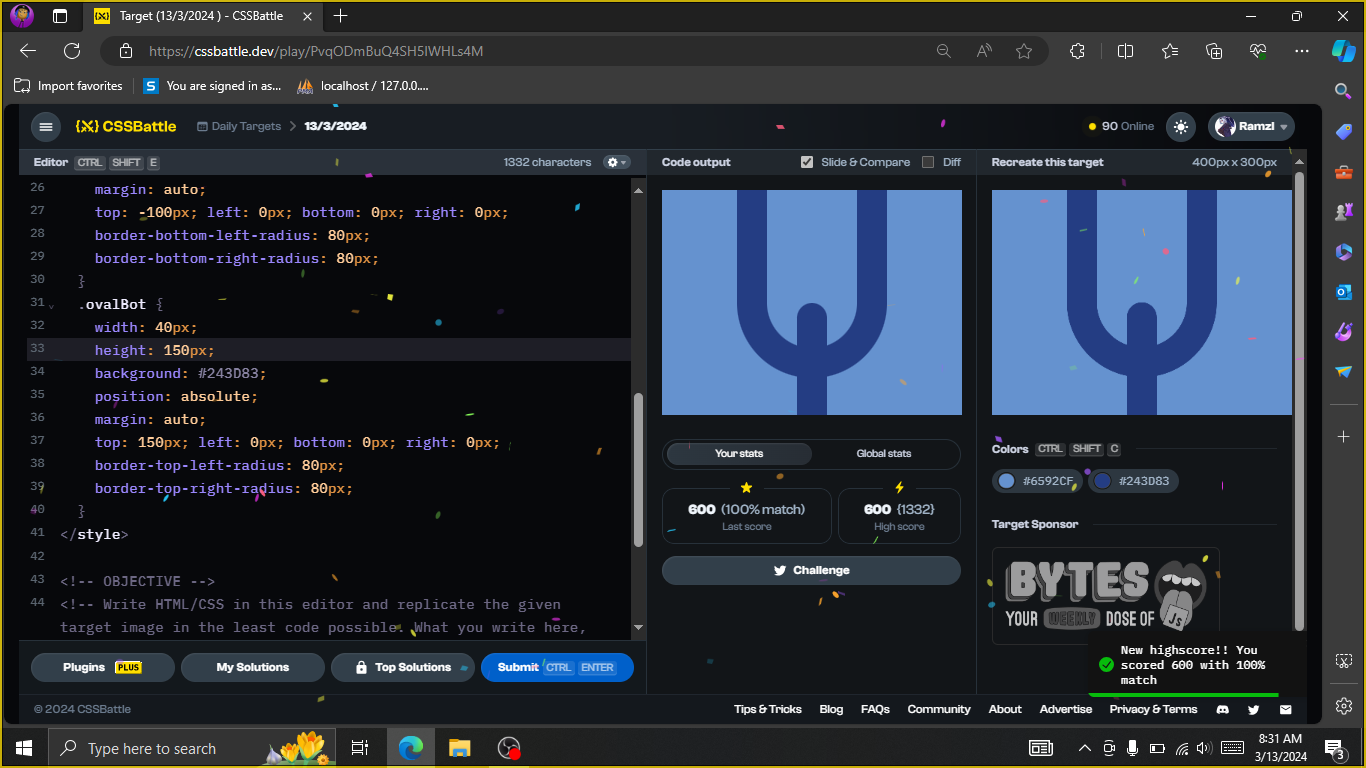 Target (13/3/2024 ) - CSSBattle
https://cssbattle.dev/play/PvqODmBuQ4SH5lWHLs4M
Import favorites
S
You are signed in as...
localhost / 127.0.0....
CSSBattle
Daily Targets
13/3/2024
90 Online
Ramzl
Editor CTRL SHIFT E
1332 characters
Code output
Slide & Compare
Diff
Recreate this target
400px x 300px
26 margin: auto;
27 top: -100px; left: 0px; bottom: 0px; right: 0px;
28 border-bottom-left-radius: 80px;
29 border-bottom-right-radius: 80px;
30 }
31 .ovalBot {
32 width: 40px;
33 height: 150px;
34 background: #243D83;
35 position: absolute;
36 margin: auto;
37 top: 150px; left: 0px; bottom: 0px; right: 0px;
38 border-top-left-radius: 80px;
39 border-top-right-radius: 80px;
40 }
41 </style>
42
43 <!-- OBJECTIVE -->
44 <!-- Write HTML/CSS in this editor and replicate the given
target image in the least code possible. What you write here,
Your stats
Global stats
600 (100% match)
Last score
600 {1332}
High score
Challenge
Colors CTRL SHIFT C
#6592CF
#243D83
Target Sponsor
BYTES
YOUR WEEKLY DOSE OF
JS
New highscore!! You
scored 600 with 100%
match
Plugins PLUS
My Solutions
Top Solutions
Submit CTRL ENTER
© 2024 CSSBattle
Tips & Tricks
Blog
FAQs
Community
About
Advertise
Privacy & Terms
Type here to search
8:31 AM
3/13/2024
3